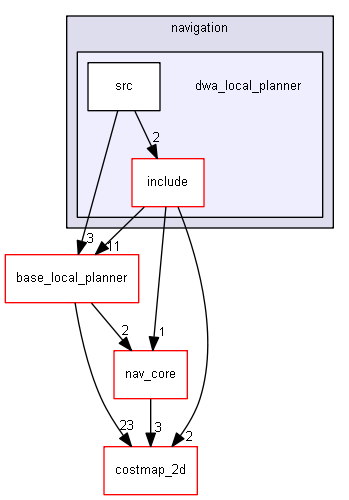 navigation
src
dwa_local_planner
2
include
3
11
base_local_planner
2
1
nav_core
23
3
2
costmap_2d